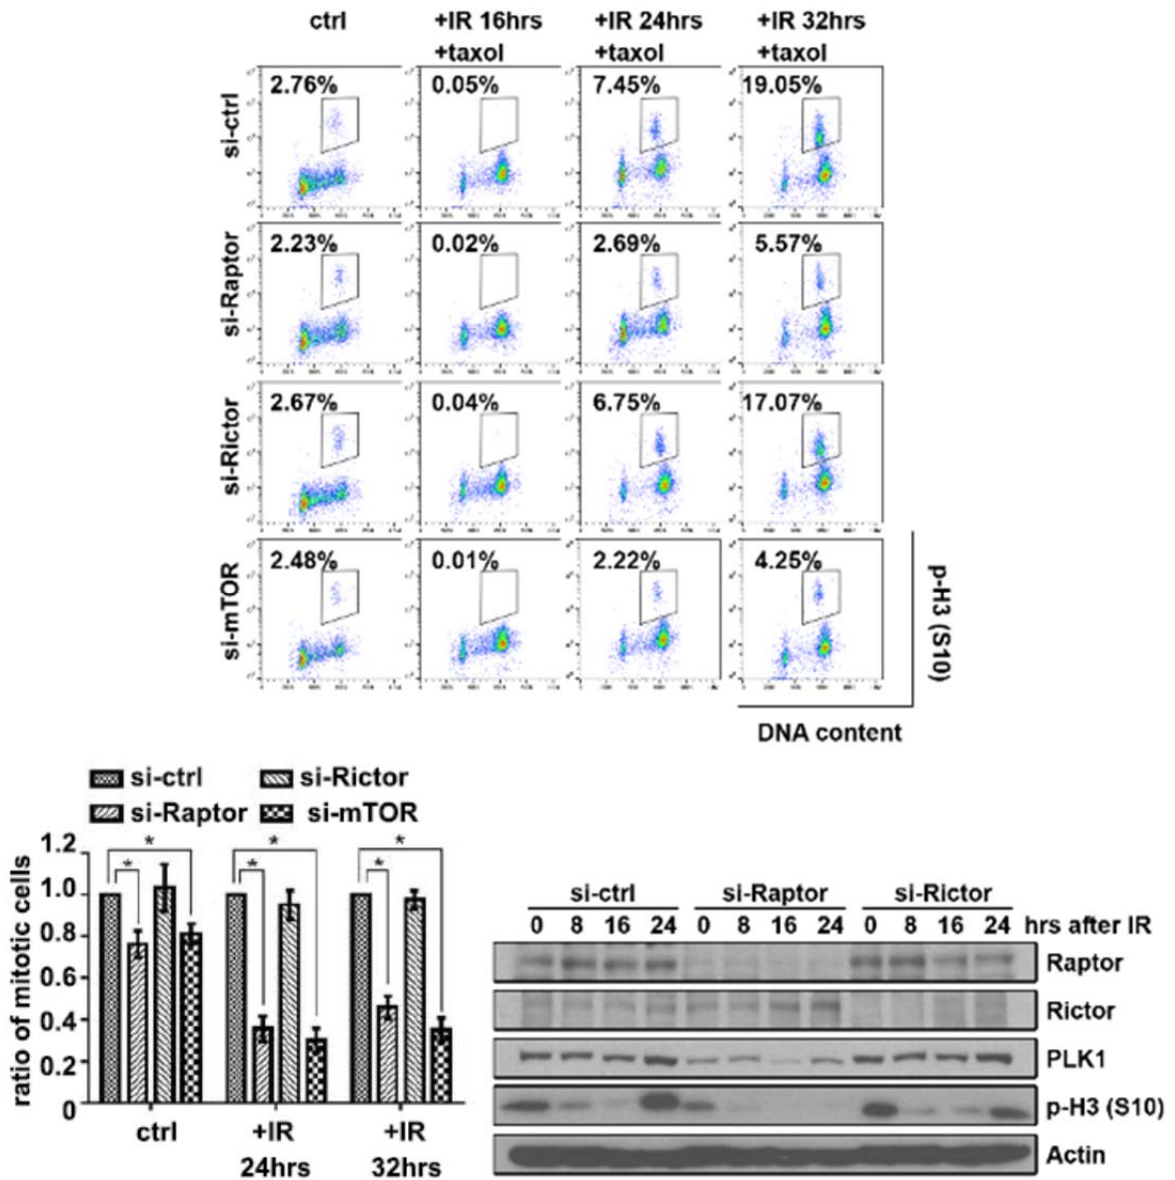 ctrl +IR 16hrs +IR 24hrs +IR 32hrs
+taxol +taxol +taxol
si-ctrl 2.76% 0.05% 7.45% 19.05%
si-Raptor 2.23% 0.02% 2.69% 5.57%
si-Rictor 2.67% 0.04% 6.75% 17.07%
si-mTOR 2.48% 0.01% 2.22% 4.25%
p-H3 (S10)
DNA content
si-ctrl si-Rictor
si-Raptor si-mTOR
ratio of mitotic cells
1.2
1.0
0.8
0.6
0.4
0.2
0
* * *
* * *
ctrl +IR +IR
24hrs 32hrs
si-ctrl si-Raptor si-Rictor
0 8 16 24 0 8 16 24 0 8 16 24 hrs after IR
Raptor
Rictor
PLK1
p-H3 (S10)
Actin